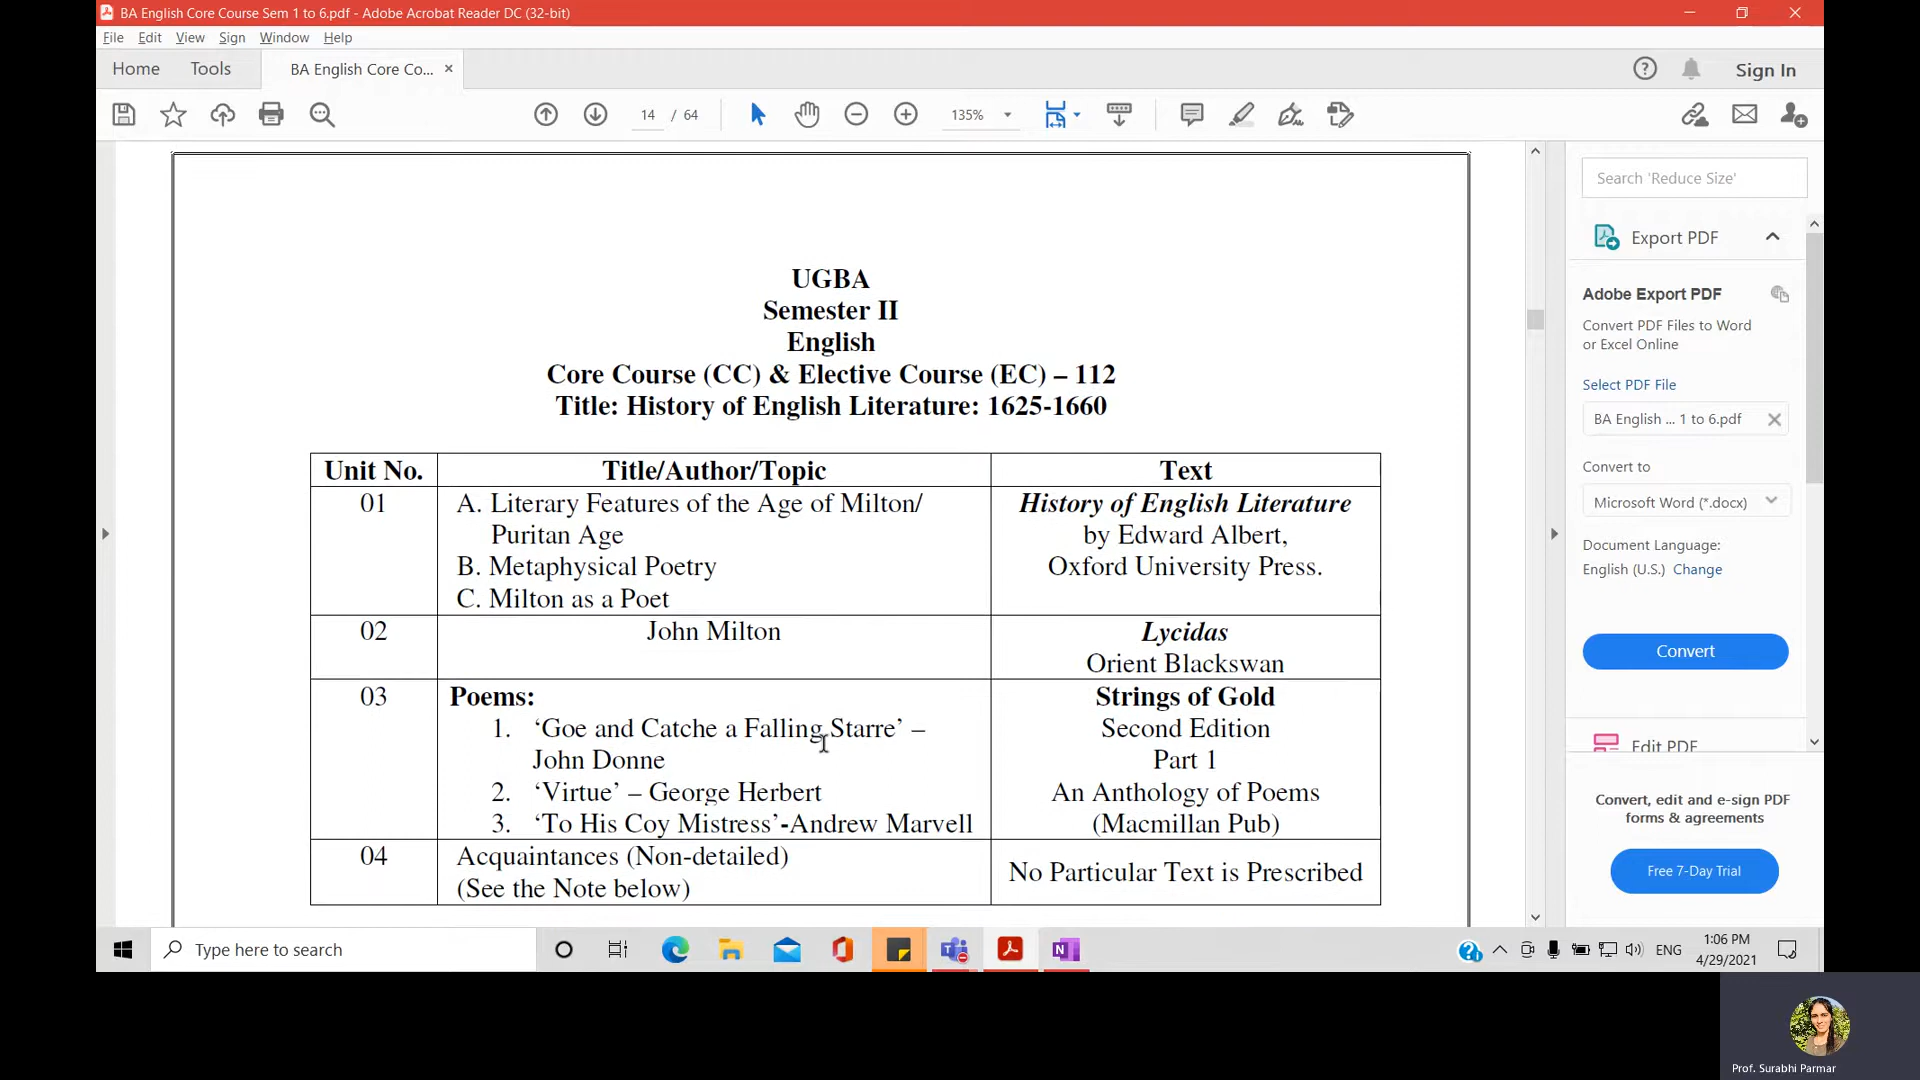 BA English Core Course Sem 1 to 6.pdf - Adobe Acrobat Reader DC (32-bit)
File Edit View Sign Window Help
Home Tools BA English Core Co... × Sign In
14 / 64 135%
UGBA
Semester II
English
Core Course (CC) & Elective Course (EC) – 112
Title: History of English Literature: 1625-1660
Unit No. Title/Author/Topic Text
01
A. Literary Features of the Age of Milton/
Puritan Age
B. Metaphysical Poetry
C. Milton as a Poet
History of English Literature
by Edward Albert,
Oxford University Press.
02
John Milton
Lycidas
Orient Blackswan
03
Poems:
1. ‘Goe and Catche a Falling Starre’ –
John Donne
2. ‘Virtue’ – George Herbert
3. ‘To His Coy Mistress’-Andrew Marvell
Strings of Gold
Second Edition
Part 1
An Anthology of Poems
(Macmillan Pub)
04
Acquaintances (Non-detailed)
(See the Note below)
No Particular Text is Prescribed
Search 'Reduce Size'
Export PDF
Adobe Export PDF
Convert PDF Files to Word
or Excel Online
Select PDF File
BA English ... 1 to 6.pdf
Convert to
Microsoft Word (*.docx)
Document Language:
English (U.S.) Change
Convert
Edit PDF
Convert, edit and e-sign PDF
forms & agreements
Free 7-Day Trial
Type here to search
ENG
1:06 PM
4/29/2021
Prof. Surabhi Parmar